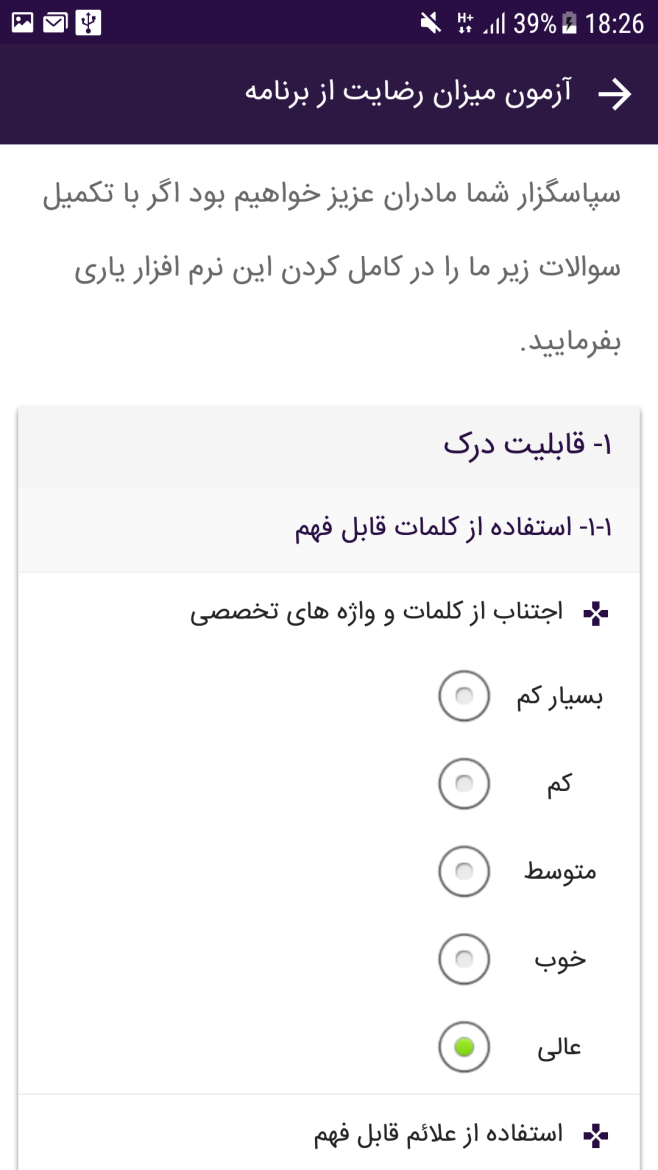 39% 18:26
آزمون میزان رضایت از برنامه
سپاسگزار شما مادران عزیز خواهیم بود اگر با تکمیل
سوالات زیر ما را در کامل کردن این نرم افزار یاری
بفرمایید.
۱- قابلیت درک
۱-۱- استفاده از کلمات قابل فهم
اجتناب از کلمات و واژه های تخصصی
بسیار کم
کم
متوسط
خوب
عالی
استفاده از علائم قابل فهم